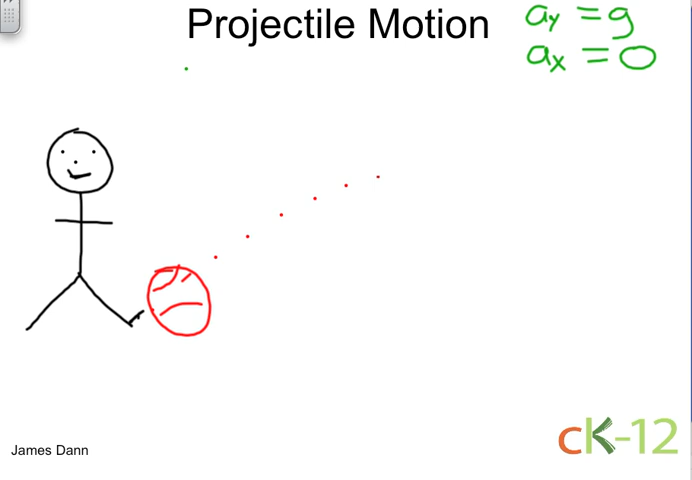 Projectile Motion
ay = g
ax = 0
cK-12
James Dann